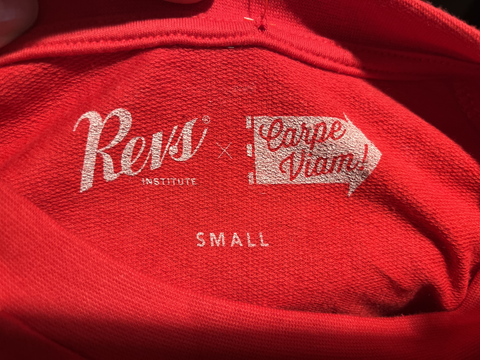 Revs®
INSTITUTE
×
Carpe
Viam!
SMALL